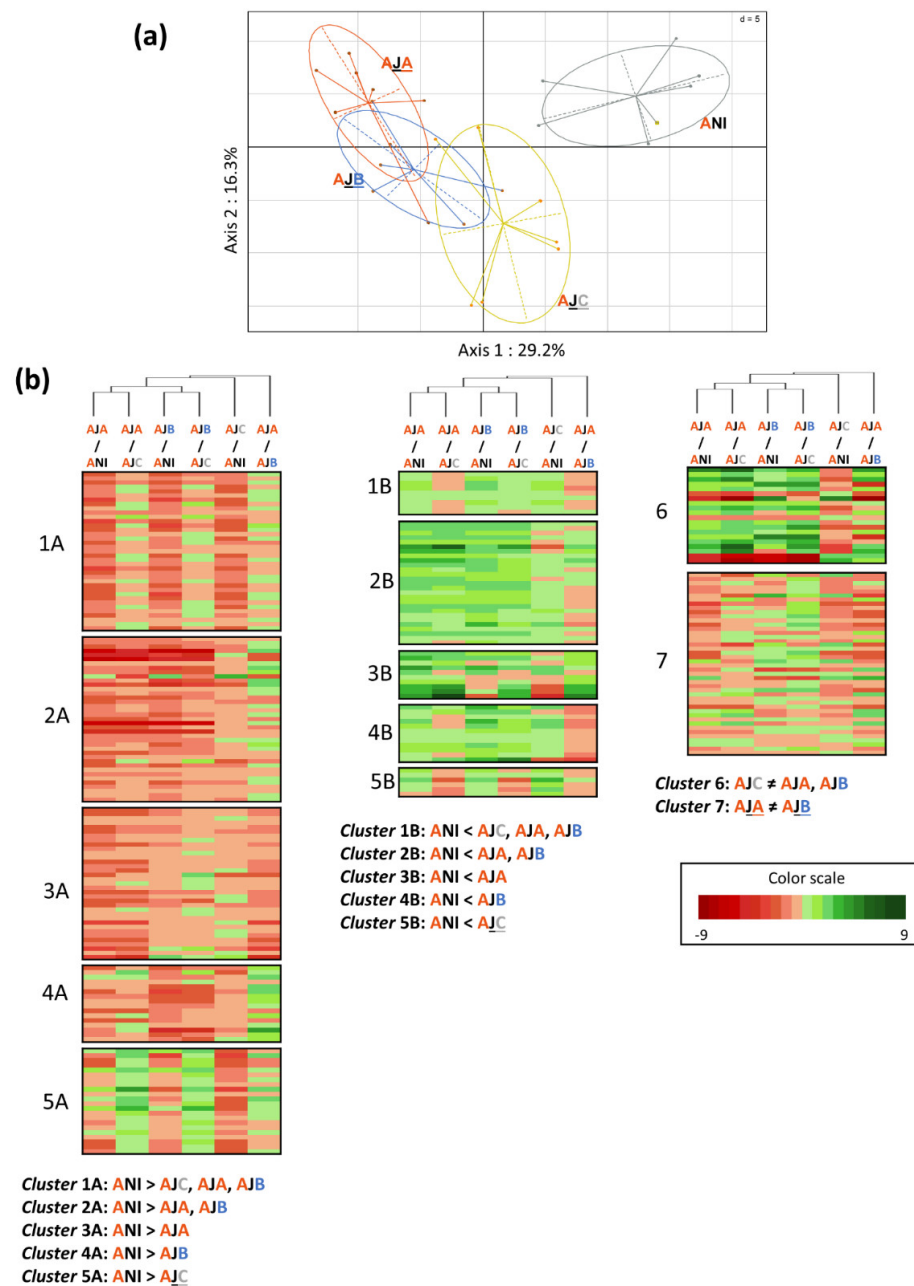 (a)
d = 5
AJA
ANI
AJB
AJC
Axis 2 : 16.3%
Axis 1 : 29.2%
(b)
AJA AJA AJB AJB AJC AJA
/ / / / / /
ANI AJC ANI AJC ANI AJB
1A
2A
3A
4A
5A
Cluster 1A: ANI > AJC, AJA, AJB
Cluster 2A: ANI > AJA, AJB
Cluster 3A: ANI > AJA
Cluster 4A: ANI > AJB
Cluster 5A: ANI > AJC
AJA AJA AJB AJB AJC AJA
/ / / / / /
ANI AJC ANI AJC ANI AJB
1B
2B
3B
4B
5B
Cluster 1B: ANI < AJC, AJA, AJB
Cluster 2B: ANI < AJA, AJB
Cluster 3B: ANI < AJA
Cluster 4B: ANI < AJB
Cluster 5B: ANI < AJC
AJA AJA AJB AJB AJC AJA
/ / / / / /
ANI AJC ANI AJC ANI AJB
6
7
Cluster 6: AJC ≠ AJA, AJB
Cluster 7: AJA ≠ AJB
Color scale
-9 9